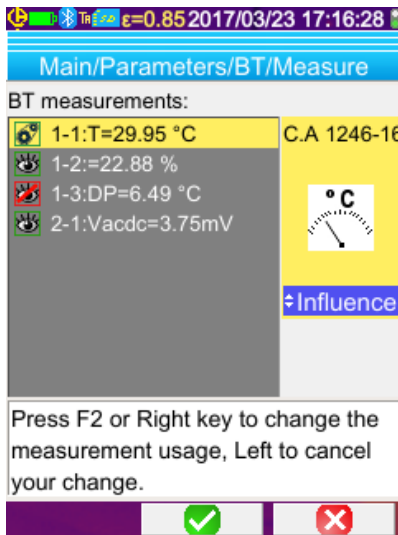 ε=0.85 2017/03/23 17:16:28
Main/Parameters/BT/Measure
BT measurements:
1-1:T=29.95 °C
C.A 1246-16
1-2:=22.88 %
1-3:DP=6.49 °C
°C
2-1:Vacdc=3.75mV
Influence
Press F2 or Right key to change the
measurement usage, Left to cancel
your change.